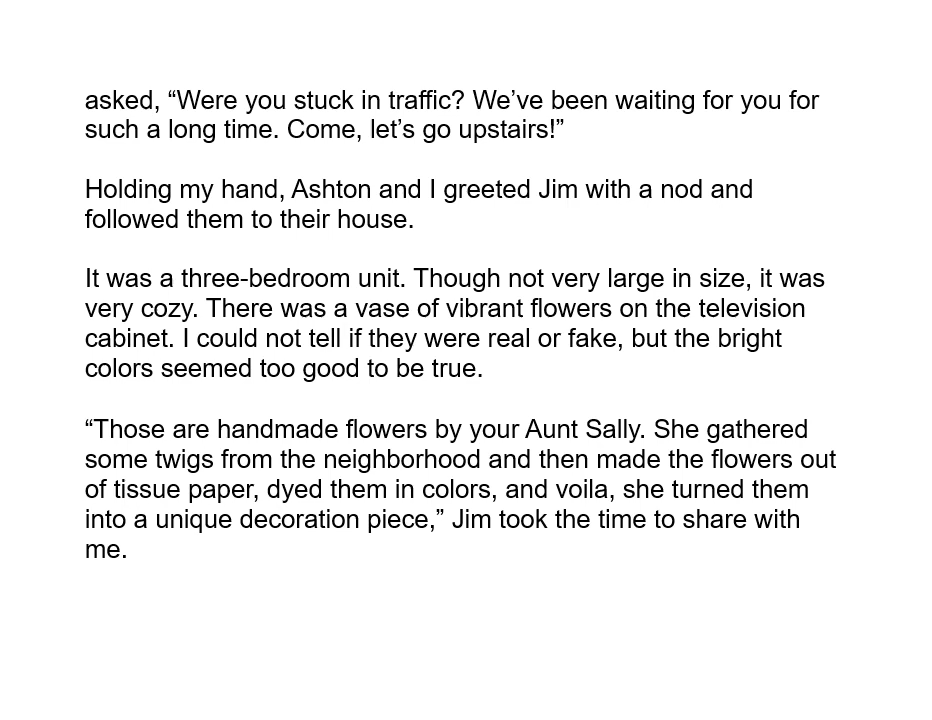 asked, “Were you stuck in traffic? We’ve been waiting for you for
such a long time. Come, let’s go upstairs!”
Holding my hand, Ashton and I greeted Jim with a nod and
followed them to their house.
It was a three-bedroom unit. Though not very large in size, it was
very cozy. There was a vase of vibrant flowers on the television
cabinet. I could not tell if they were real or fake, but the bright
colors seemed too good to be true.
“Those are handmade flowers by your Aunt Sally. She gathered
some twigs from the neighborhood and then made the flowers out
of tissue paper, dyed them in colors, and voila, she turned them
into a unique decoration piece,” Jim took the time to share with
me.